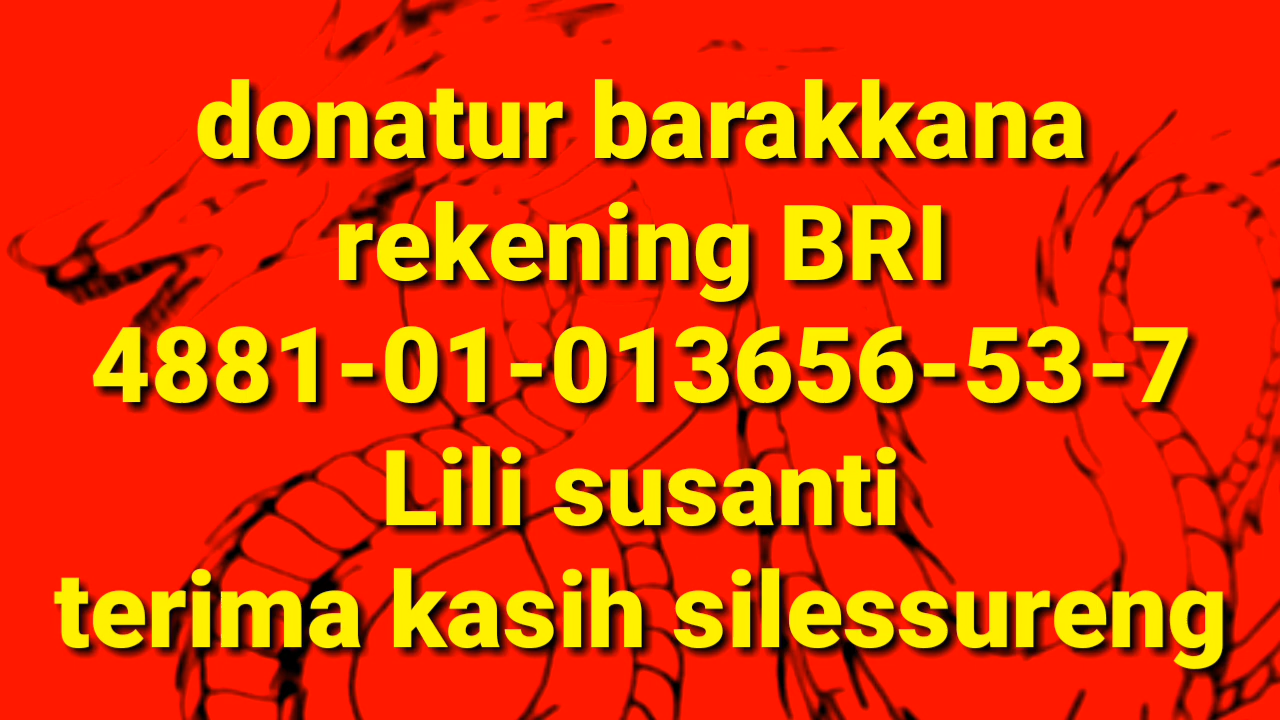 donatur barakkana
rekening BRI
4881-01-013656-53-7
Lili susanti
terima kasih silessureng